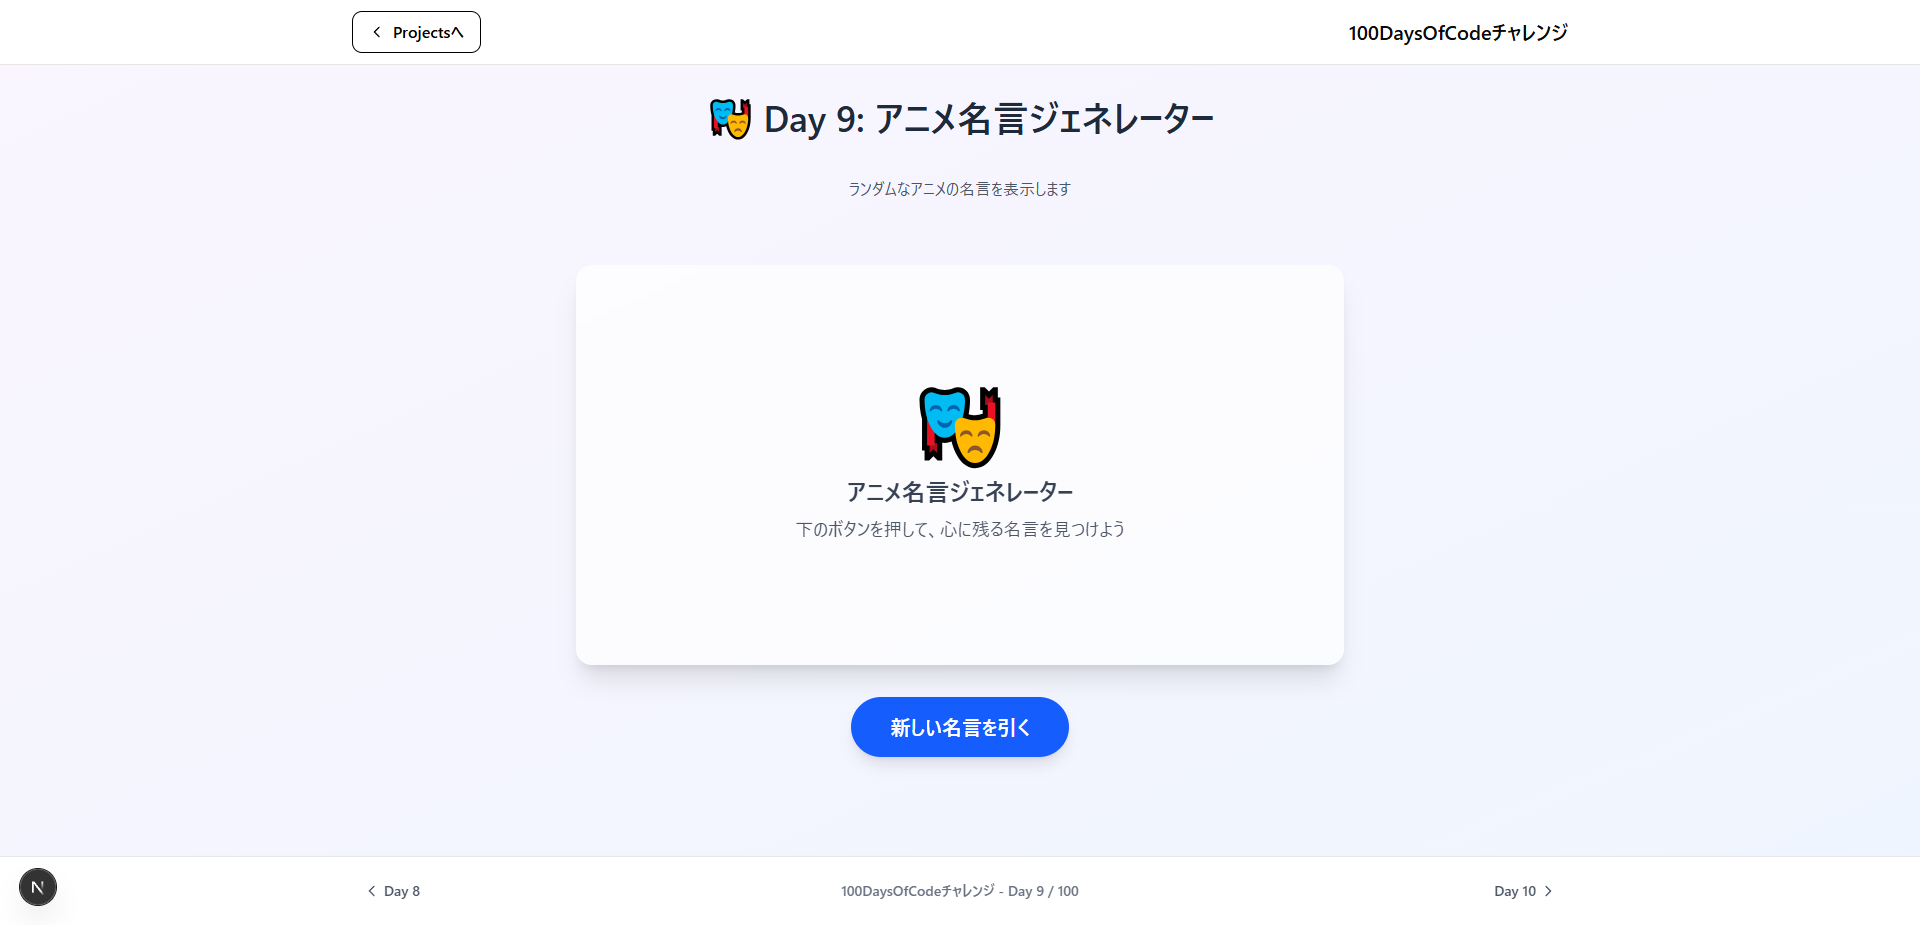 Projectsへ
100DaysOfCodeチャレンジ
Day 9: アニメ名言ジェネレーター
ランダムなアニメの名言を表示します
アニメ名言ジェネレーター
下のボタンを押して、心に残る名言を見つけよう
新しい名言を引く
N
Day 8
100DaysOfCodeチャレンジ - Day 9 / 100
Day 10